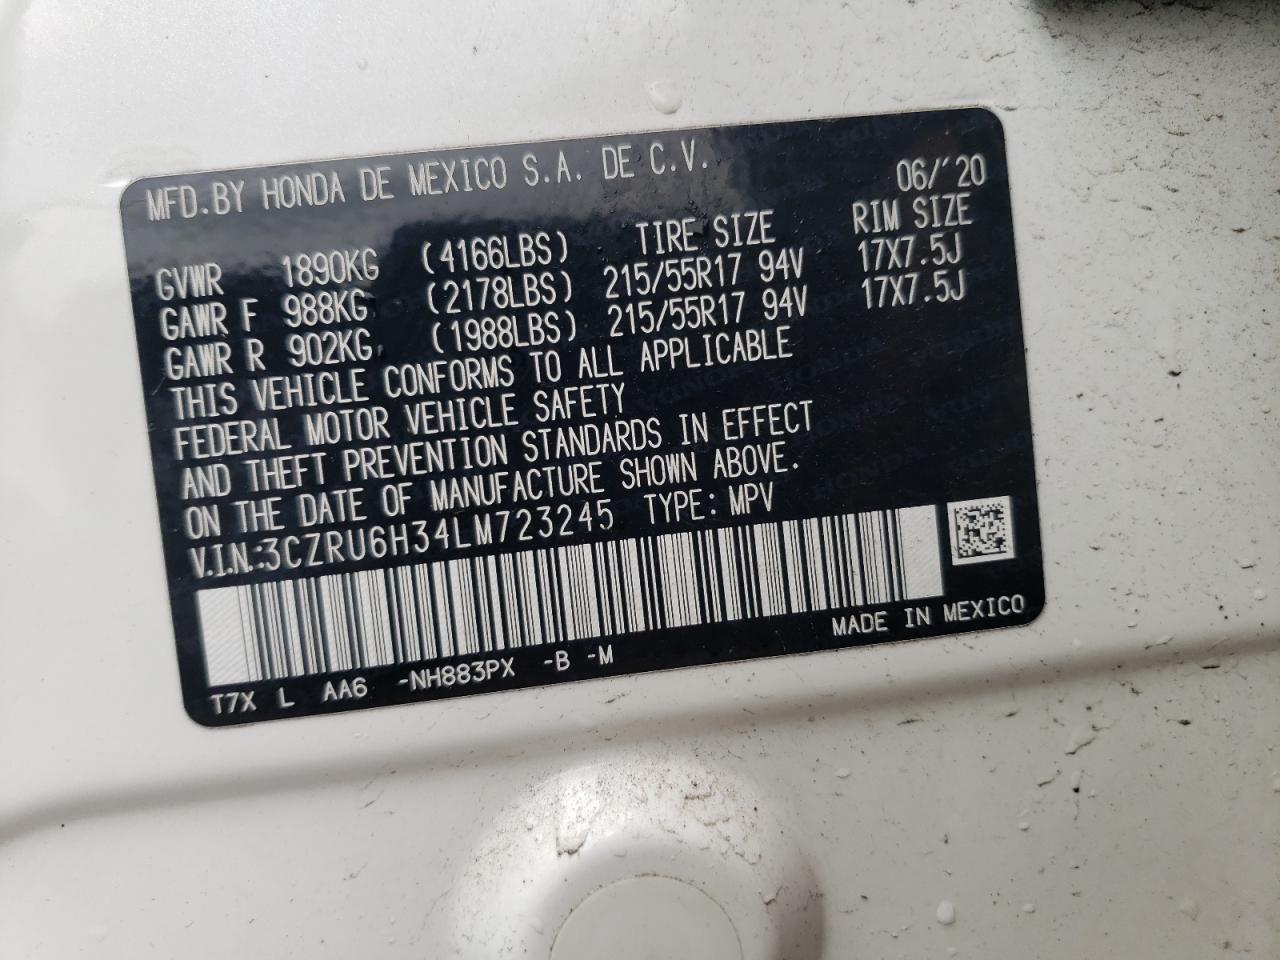 MFD.BY HONDA DE MEXICO S.A. DE C.V. 06/'20
TIRE SIZE RIM SIZE
GVWR 1890KG (4166LBS)
GAWR F 988KG (2178LBS) 215/55R17 94V 17X7.5J
GAWR R 902KG (1988LBS) 215/55R17 94V 17X7.5J
THIS VEHICLE CONFORMS TO ALL APPLICABLE
FEDERAL MOTOR VEHICLE SAFETY
AND THEFT PREVENTION STANDARDS IN EFFECT
ON THE DATE OF MANUFACTURE SHOWN ABOVE.
V.I.N.:3CZRU6H34LM723245 TYPE: MPV
MADE IN MEXICO
T7X L AA6 -NH883PX -B -M